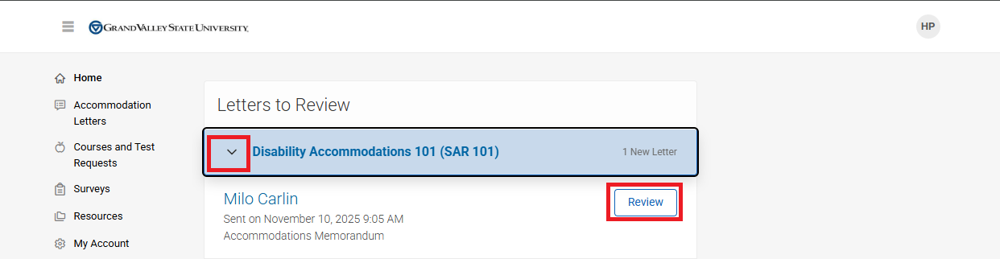 GRAND VALLEY STATE UNIVERSITY
HP
Home
Accommodation
Letters
Courses and Test
Requests
Surveys
Resources
My Account
Letters to Review
Disability Accommodations 101 (SAR 101)
1 New Letter
Milo Carlin
Review
Sent on November 10, 2025 9:05 AM
Accommodations Memorandum